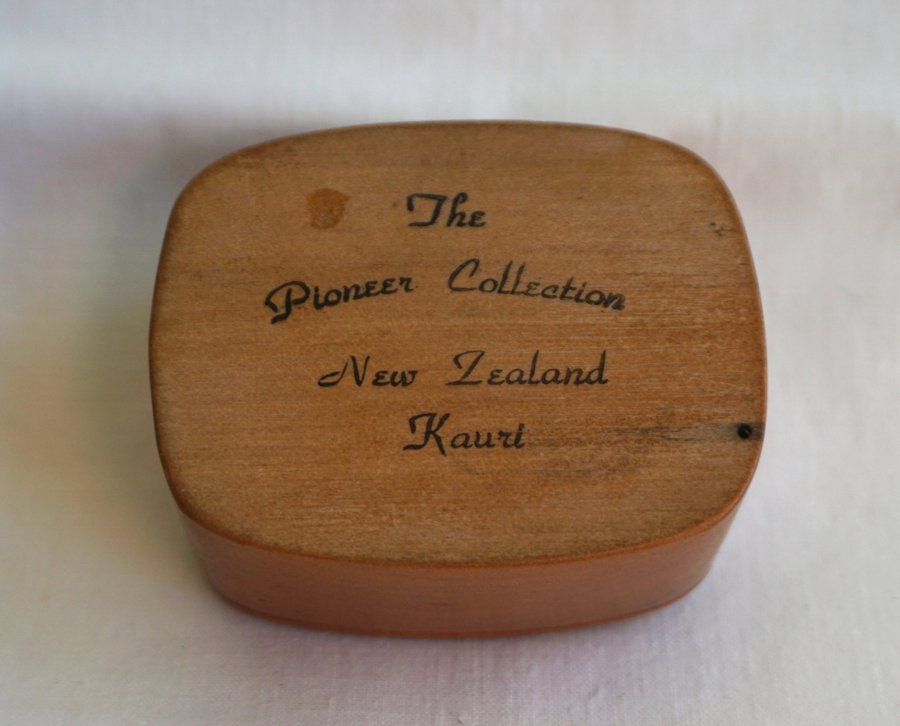 The
Pioneer Collection
New Zealand
Kauri